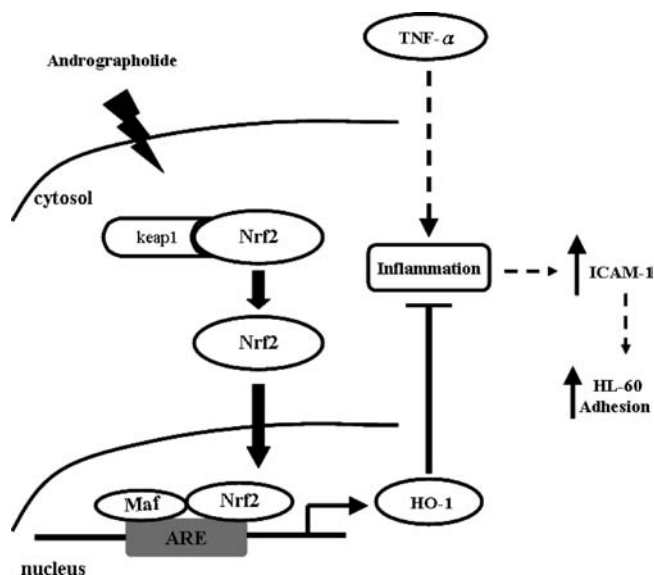 TNF-α
Andrographolide
cytosol
keap1
Nrf2
Inflammation
ICAM-1
Nrf2
HL-60
Adhesion
Maf
Nrf2
HO-1
ARE
nucleus